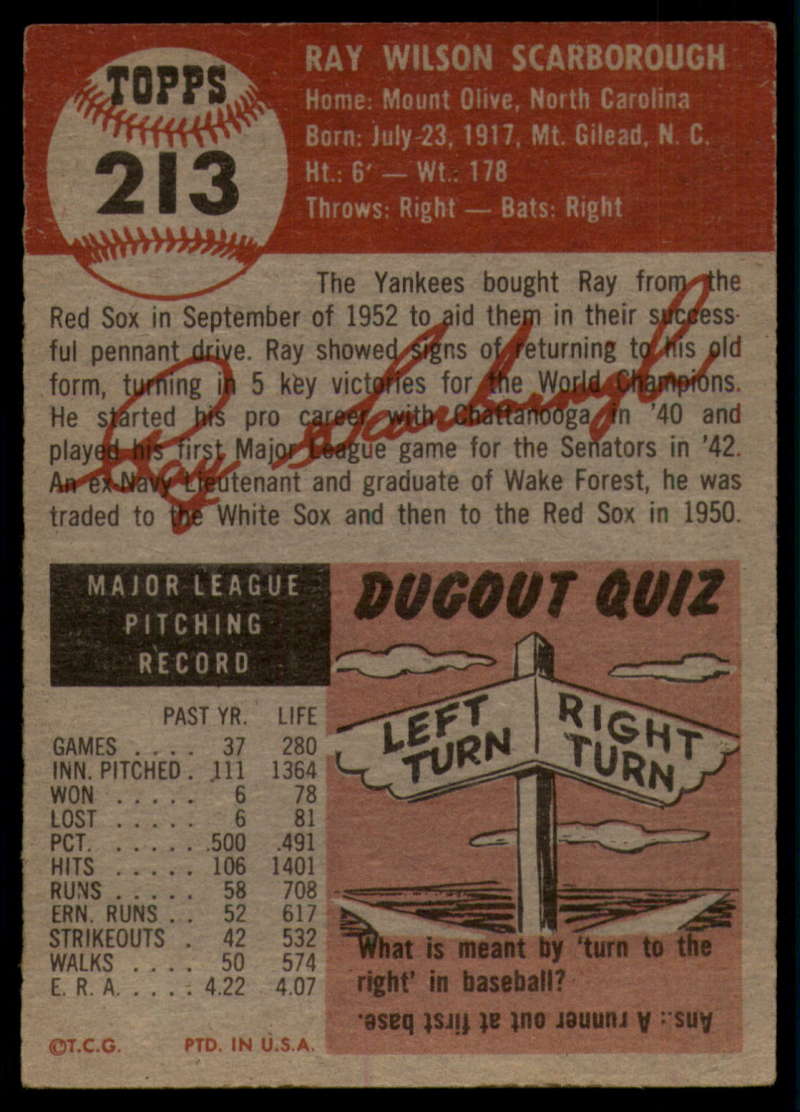 TOPPS
213
RAY WILSON SCARBOROUGH
Home: Mount Olive, North Carolina
Born: July 23, 1917, Mt. Gilead, N. C.
Ht.: 6' — Wt.: 178
Throws: Right — Bats: Right
The Yankees bought Ray from the
Red Sox in September of 1952 to aid them in their success-
ful pennant drive. Ray showed signs of returning to his old
form, turning in 5 key victories for the World Champions.
He started his pro career with Chattanooga in '40 and
played his first Major League game for the Senators in '42.
An ex-Navy Lieutenant and graduate of Wake Forest, he was
traded to the White Sox and then to the Red Sox in 1950.
Ray Scarborough
MAJOR LEAGUE
PITCHING
RECORD
PAST YR. LIFE
GAMES . . . . 37 280
INN. PITCHED . 111 1364
WON . . . . . 6 78
LOST . . . . . 6 81
PCT. . . . . . .500 .491
HITS . . . . . 106 1401
RUNS . . . . . 58 708
ERN. RUNS . . 52 617
STRIKEOUTS . 42 532
WALKS . . . . 50 574
E. R. A. . . . . 4.22 4.07
©T.C.G. PTD. IN U.S.A.
DUGOUT QUIZ
LEFT TURN
RIGHT TURN
What is meant by 'turn to the
right' in baseball?
Ans.: A runner out at first base.